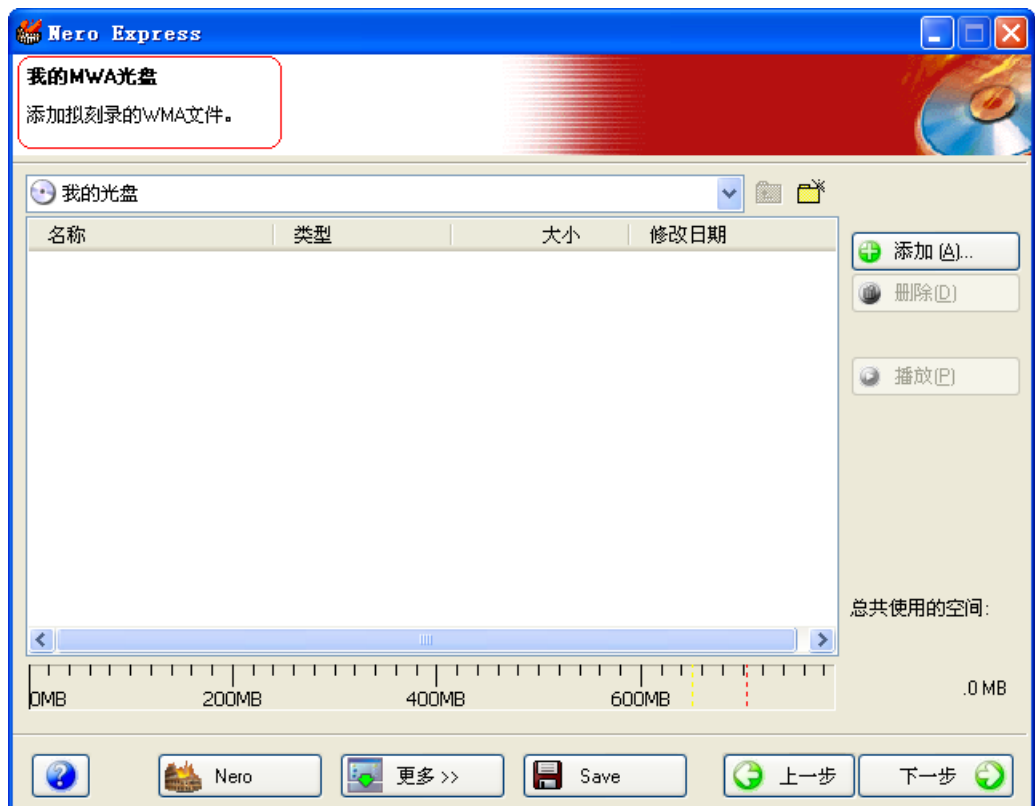 Nero Express
我的MWA光盘
添加拟刻录的WMA文件。
我的光盘
名称 类型 大小 修改日期
添加(A)...
删除(D)
播放(P)
总共使用的空间:
0MB 200MB 400MB 600MB
.0 MB
Nero 更多>> Save 上一步 下一步